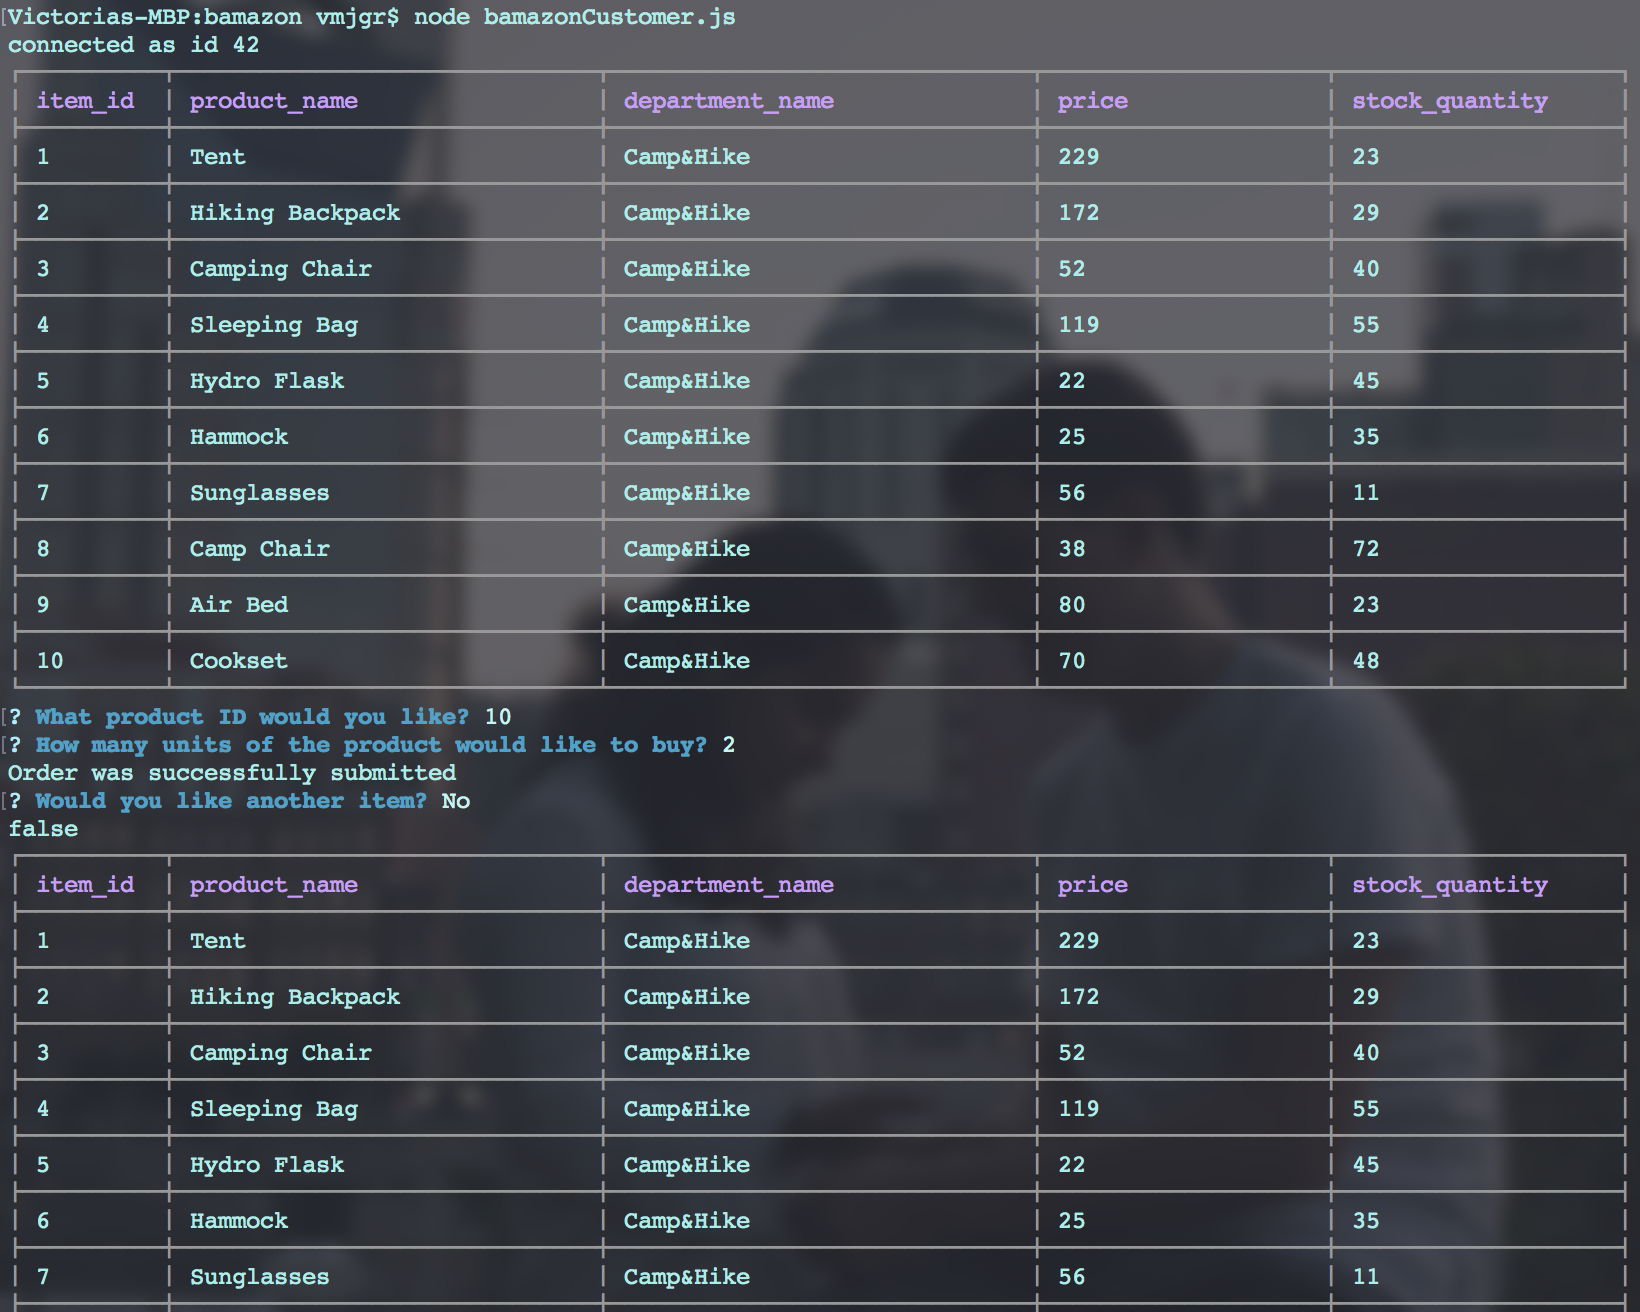 Victorias-MBP:bamazon vmjgr$ node bamazonCustomer.js
connected as id 42
item_id product_name department_name price stock_quantity
1 Tent Camp&Hike 229 23
2 Hiking Backpack Camp&Hike 172 29
3 Camping Chair Camp&Hike 52 40
4 Sleeping Bag Camp&Hike 119 55
5 Hydro Flask Camp&Hike 22 45
6 Hammock Camp&Hike 25 35
7 Sunglasses Camp&Hike 56 11
8 Camp Chair Camp&Hike 38 72
9 Air Bed Camp&Hike 80 23
10 Cookset Camp&Hike 70 48
? What product ID would you like? 10
? How many units of the product would like to buy? 2
Order was successfully submitted
? Would you like another item? No
false
item_id product_name department_name price stock_quantity
1 Tent Camp&Hike 229 23
2 Hiking Backpack Camp&Hike 172 29
3 Camping Chair Camp&Hike 52 40
4 Sleeping Bag Camp&Hike 119 55
5 Hydro Flask Camp&Hike 22 45
6 Hammock Camp&Hike 25 35
7 Sunglasses Camp&Hike 56 11